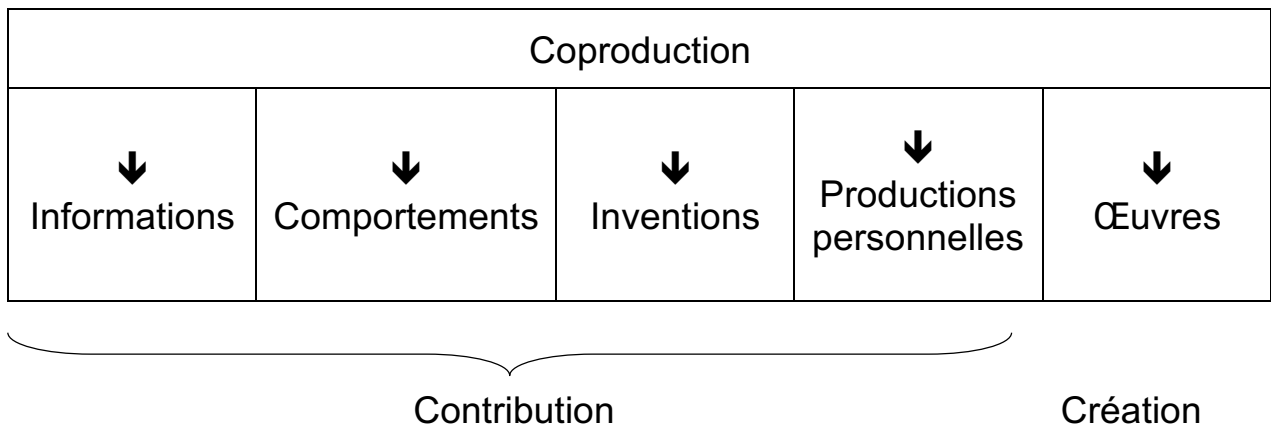 Coproduction
🡳
Informations
🡳
Comportements
🡳
Inventions
🡳
Productions
personnelles
🡳
Œuvres
Contribution
Création